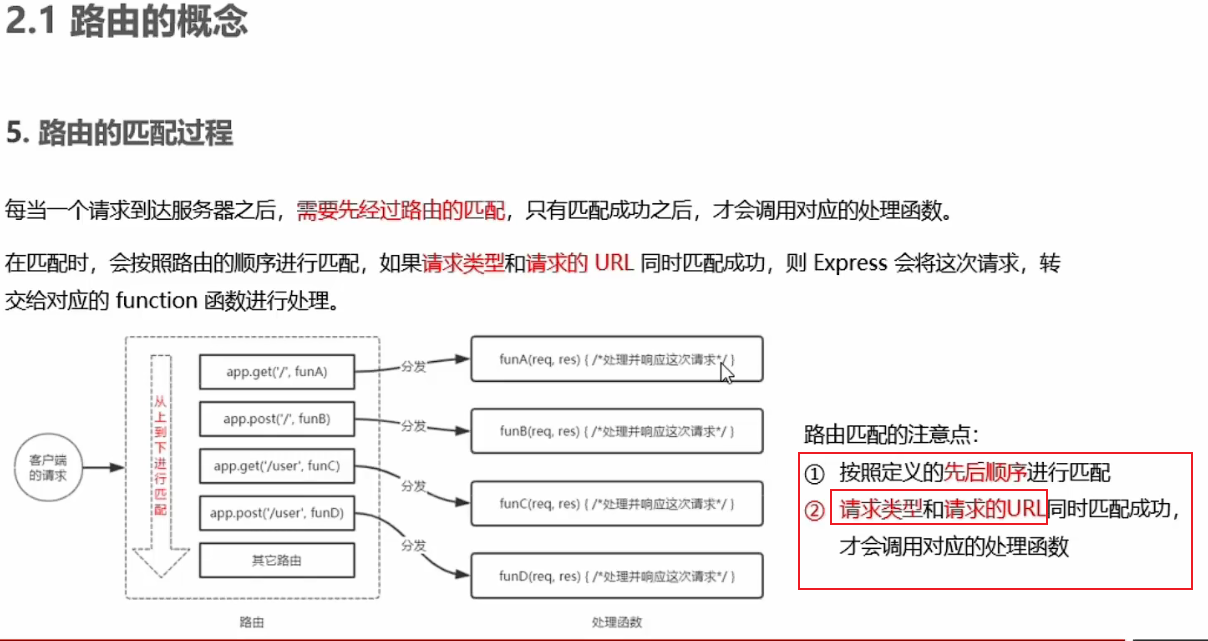 2.1 路由的概念
5. 路由的匹配过程
每当一个请求到达服务器之后，需要先经过路由的匹配，只有匹配成功之后，才会调用对应的处理函数。
在匹配时，会按照路由的顺序进行匹配，如果请求类型和请求的 URL 同时匹配成功，则 Express 会将这次请求，转
交给对应的 function 函数进行处理。
客户端
的请求
从上到下进行匹配
app.get('/', funA)
app.post('/', funB)
app.get('/user', funC)
app.post('/user', funD)
其它路由
路由
分发
分发
分发
分发
funA(req, res) { /*处理并响应这次请求*/ }
funB(req, res) { /*处理并响应这次请求*/ }
funC(req, res) { /*处理并响应这次请求*/ }
funD(req, res) { /*处理并响应这次请求*/ }
处理函数
路由匹配的注意点：
① 按照定义的先后顺序进行匹配
② 请求类型和请求的URL同时匹配成功，
才会调用对应的处理函数